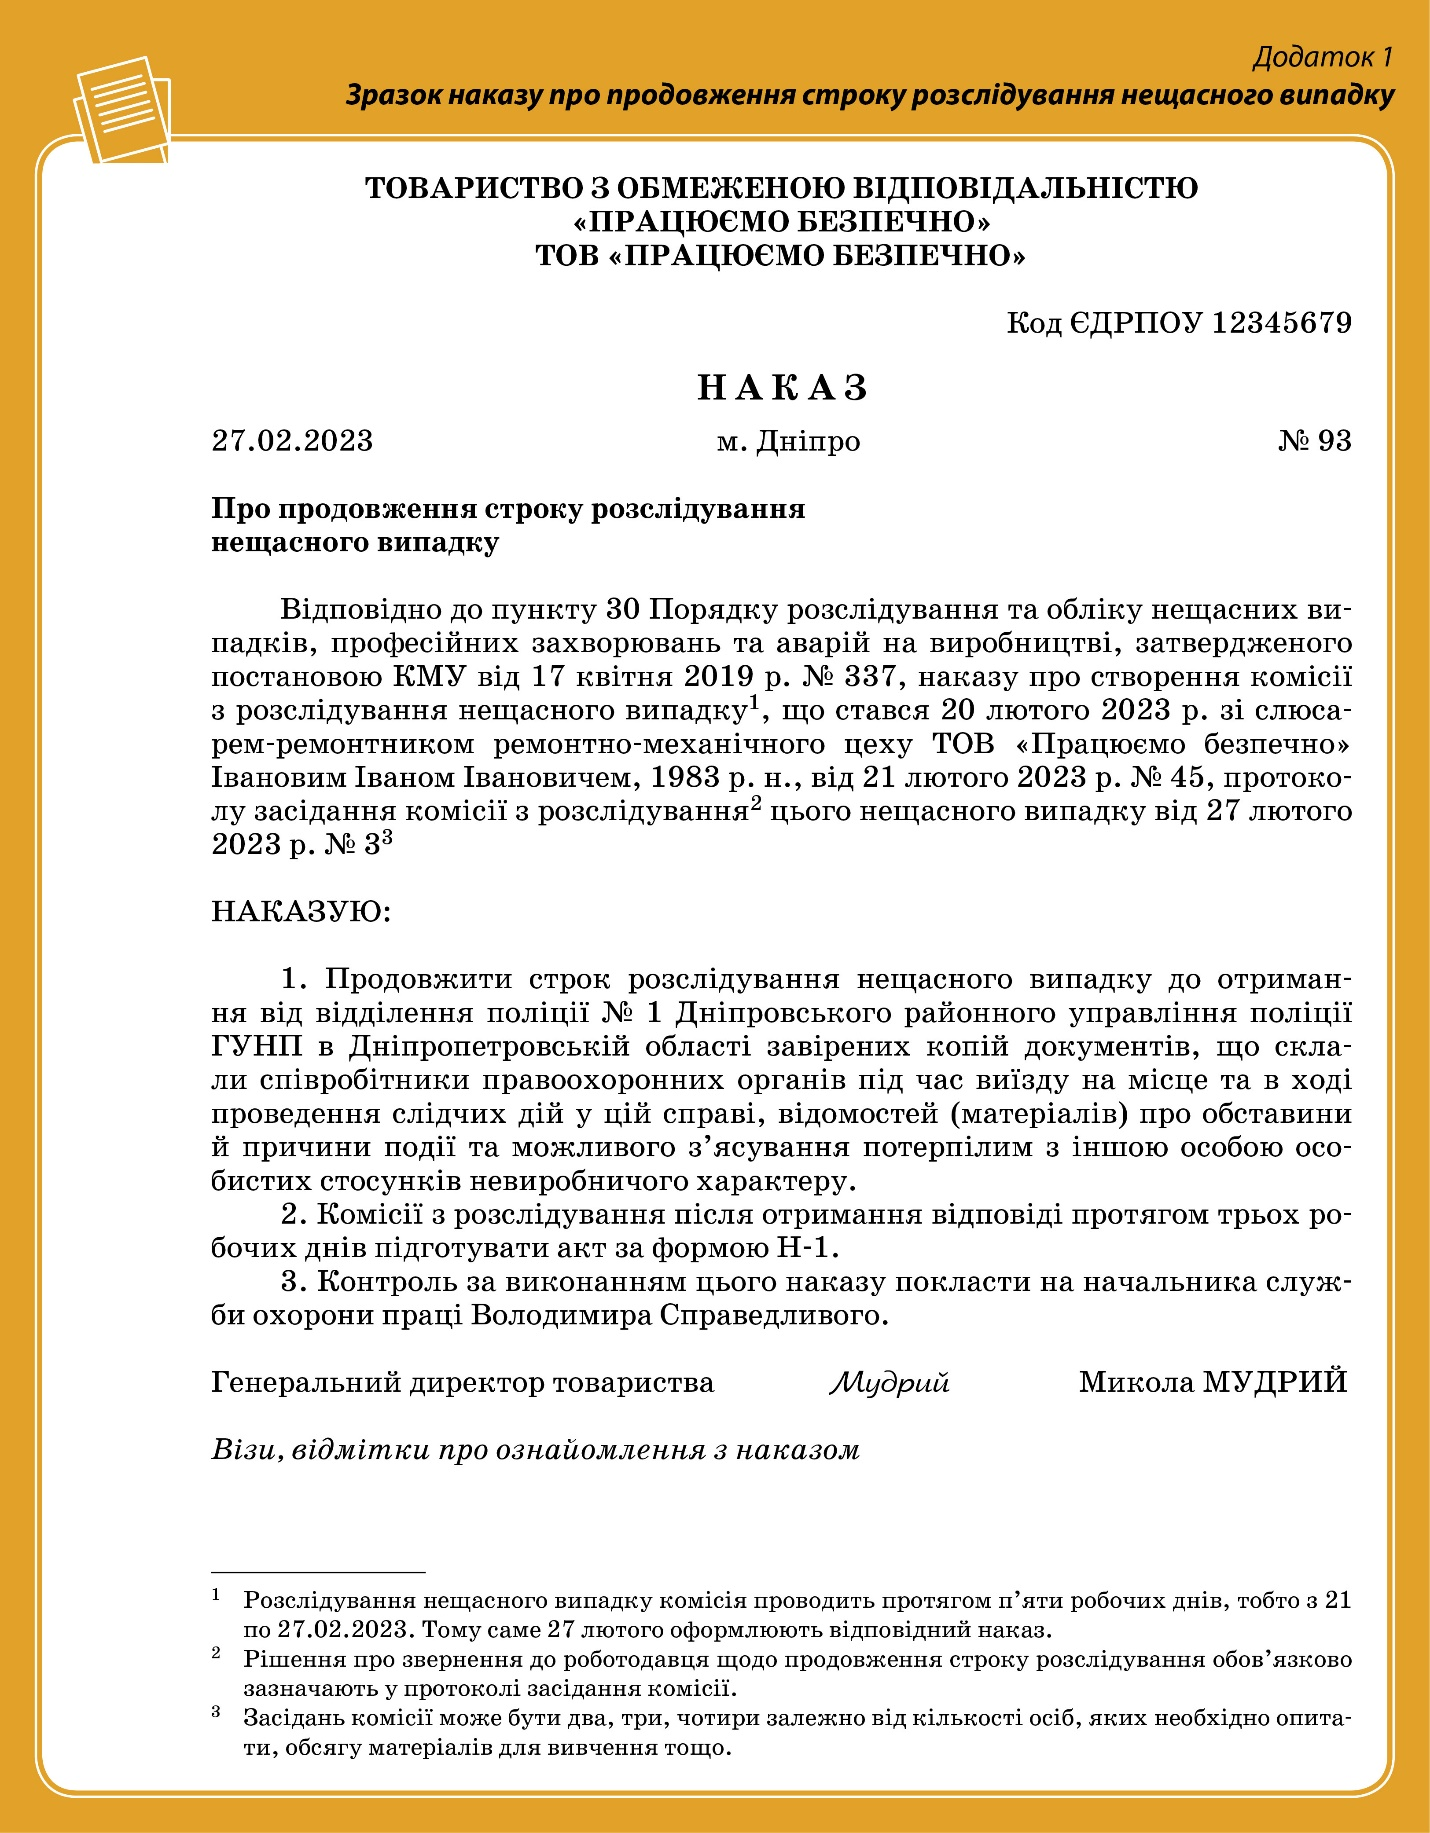 Додаток 1
Зразок наказу про продовження строку розслідування нещасного випадку
ТОВАРИСТВО З ОБМЕЖЕНОЮ ВІДПОВІДАЛЬНІСТЮ
«ПРАЦЮЄМО БЕЗПЕЧНО»
ТОВ «ПРАЦЮЄМО БЕЗПЕЧНО»
Код ЄДРПОУ 12345679
Н А К А З
27.02.2023 м. Дніпро № 93
Про продовження строку розслідування
нещасного випадку
Відповідно до пункту 30 Порядку розслідування та обліку нещасних ви-
падків, професійних захворювань та аварій на виробництві, затвердженого
постановою КМУ від 17 квітня 2019 р. № 337, наказу про створення комісії
з розслідування нещасного випадку¹, що стався 20 лютого 2023 р. зі слюса-
рем-ремонтником ремонтно-механічного цеху ТОВ «Працюємо безпечно»
Івановим Іваном Івановичем, 1983 р. н., від 21 лютого 2023 р. № 45, протоко-
лу засідання комісії з розслідування² цього нещасного випадку від 27 лютого
2023 р. № 3³
НАКАЗУЮ:
1. Продовжити строк розслідування нещасного випадку до отриман-
ня від відділення поліції № 1 Дніпровського районного управління поліції
ГУНП в Дніпропетровській області завірених копій документів, що скла-
ли співробітники правоохоронних органів під час виїзду на місце та в ході
проведення слідчих дій у цій справі, відомостей (матеріалів) про обставини
й причини події та можливого з’ясування потерпілим з іншою особою осо-
бистих стосунків невиробничого характеру.
2. Комісії з розслідування після отримання відповіді протягом трьох ро-
бочих днів підготувати акт за формою Н-1.
3. Контроль за виконанням цього наказу покласти на начальника служ-
би охорони праці Володимира Справедливого.
Генеральний директор товариства Мудрий Микола МУДРИЙ
Візи, відмітки про ознайомлення з наказом
¹ Розслідування нещасного випадку комісія проводить протягом п’яти робочих днів, тобто з 21
по 27.02.2023. Тому саме 27 лютого оформлюють відповідний наказ.
² Рішення про звернення до роботодавця щодо продовження строку розслідування обов’язково
зазначають у протоколі засідання комісії.
³ Засідань комісії може бути два, три, чотири залежно від кількості осіб, яких необхідно опита-
ти, обсягу матеріалів для вивчення тощо.